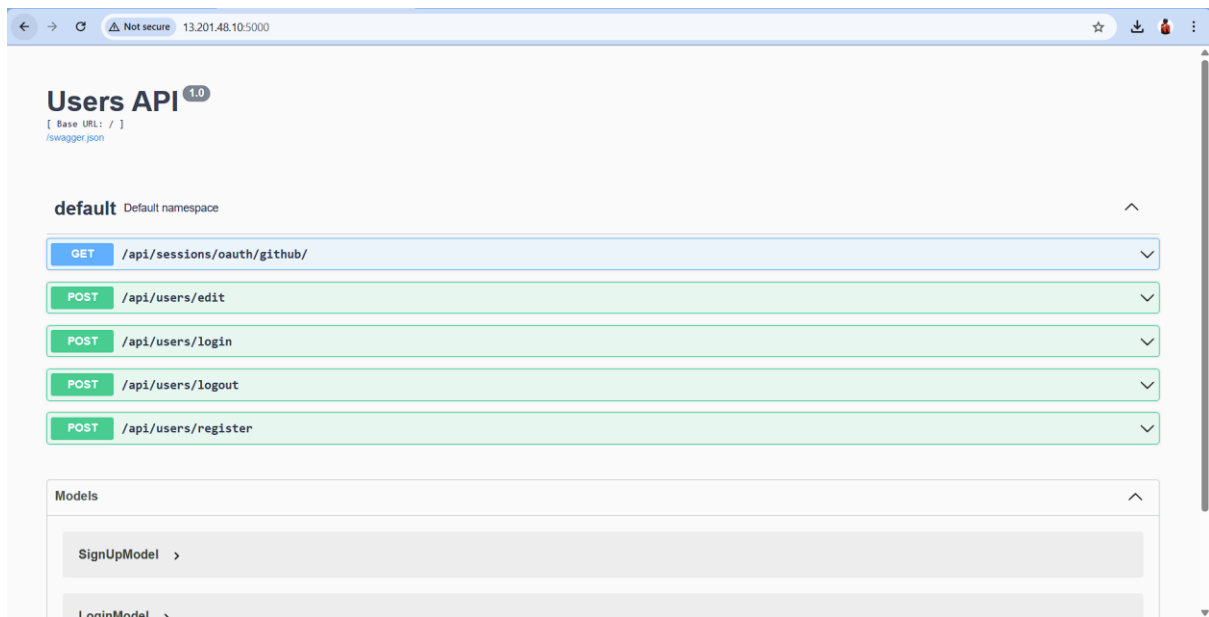 Not secure 13.201.48.10:5000
Users API 1.0
[ Base URL: / ]
/swagger.json
default Default namespace
GET /api/sessions/oauth/github/
POST /api/users/edit
POST /api/users/login
POST /api/users/logout
POST /api/users/register
Models
SignUpModel
LoginModel